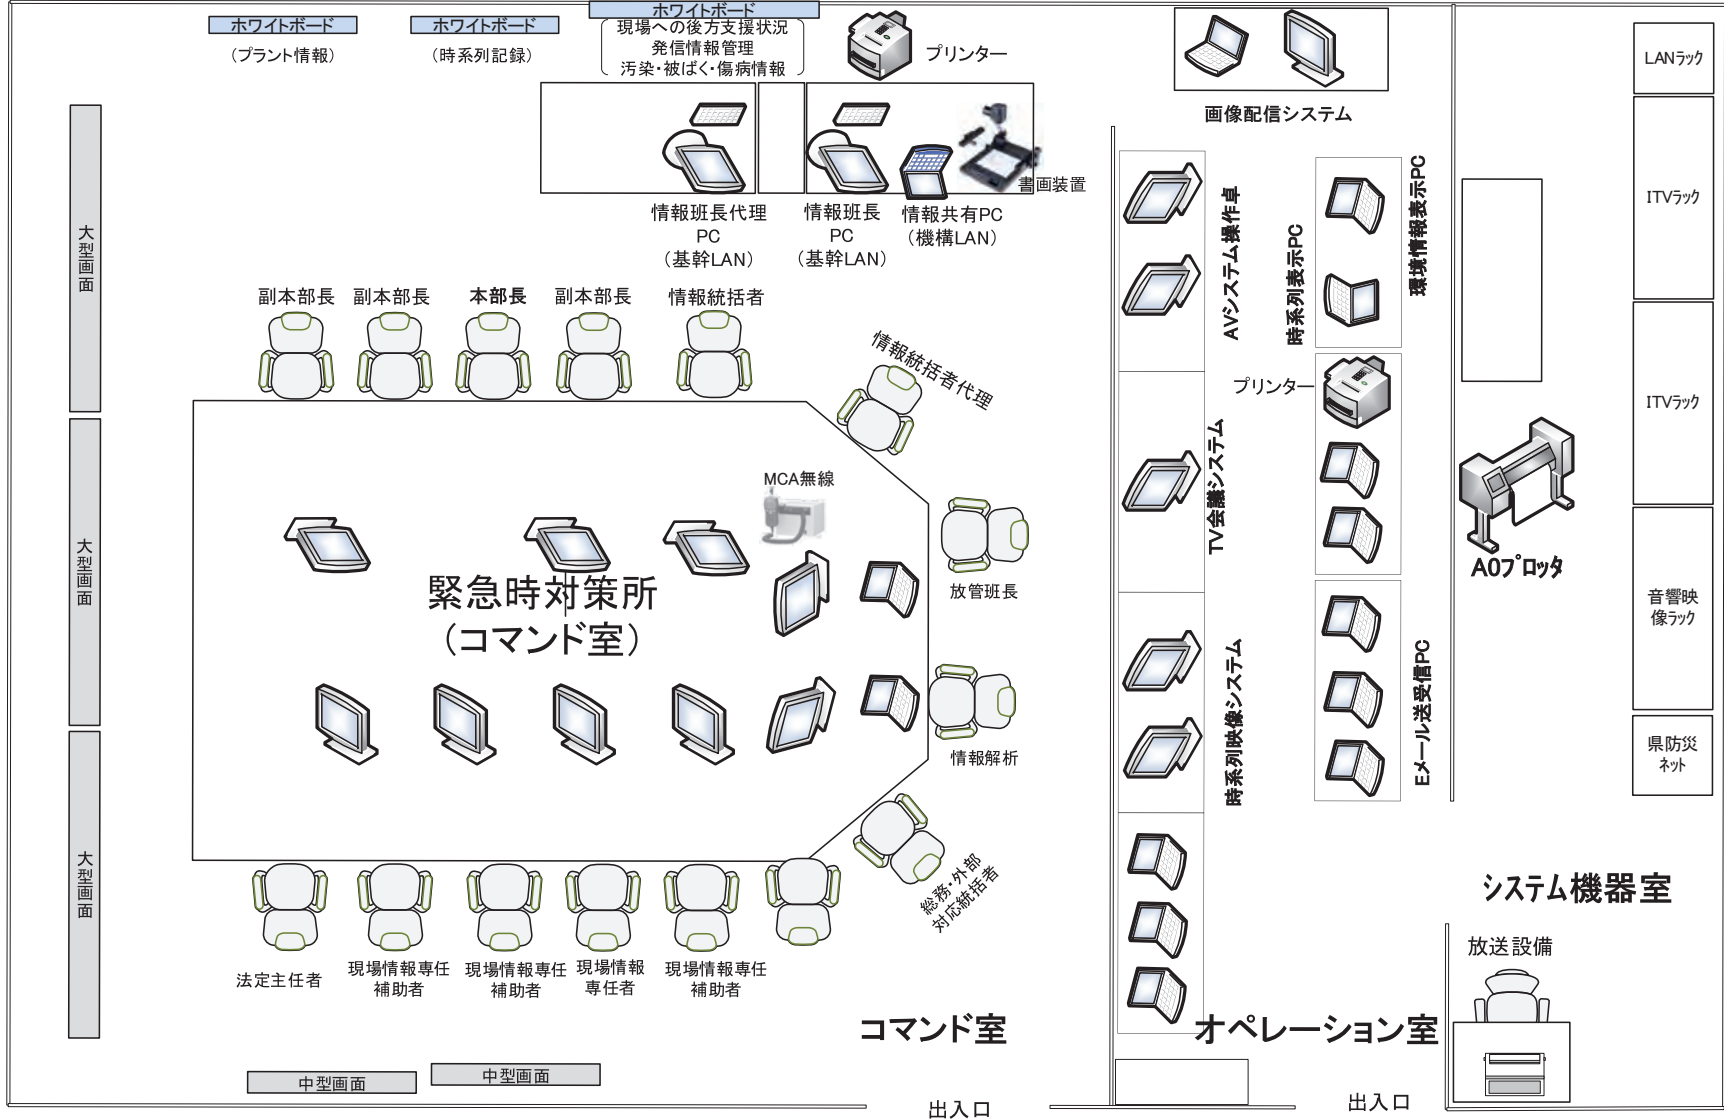 ホワイトボード
（プラント情報）
ホワイトボード
（時系列記録）
ホワイトボード
現場への後方支援状況
発信情報管理
汚染・被ばく・傷病情報
プリンター
画像配信システム
LANラック
ITVラック
ITVラック
音響映
像ラック
県防災
ネット
書画装置
情報班長代理
PC
（基幹LAN）
情報班長
PC
（基幹LAN）
情報共有PC
（機構LAN）
大型画面
大型画面
大型画面
副本部長
副本部長
本部長
副本部長
情報統括者
情報統括者代理
MCA無線
緊急時対策所
（コマンド室）
放管班長
情報解析
総務・外部
対応統括者
法定主任者
現場情報専任
補助者
現場情報専任
補助者
現場情報
専任者
現場情報専任
補助者
AVシステム操作卓
時系列表示PC
環境情報表示PC
プリンター
TV会議システム
時系列映像システム
Eメール送受信PC
A0プロッタ
システム機器室
放送設備
コマンド室
オペレーション室
中型画面
中型画面
出入口
出入口